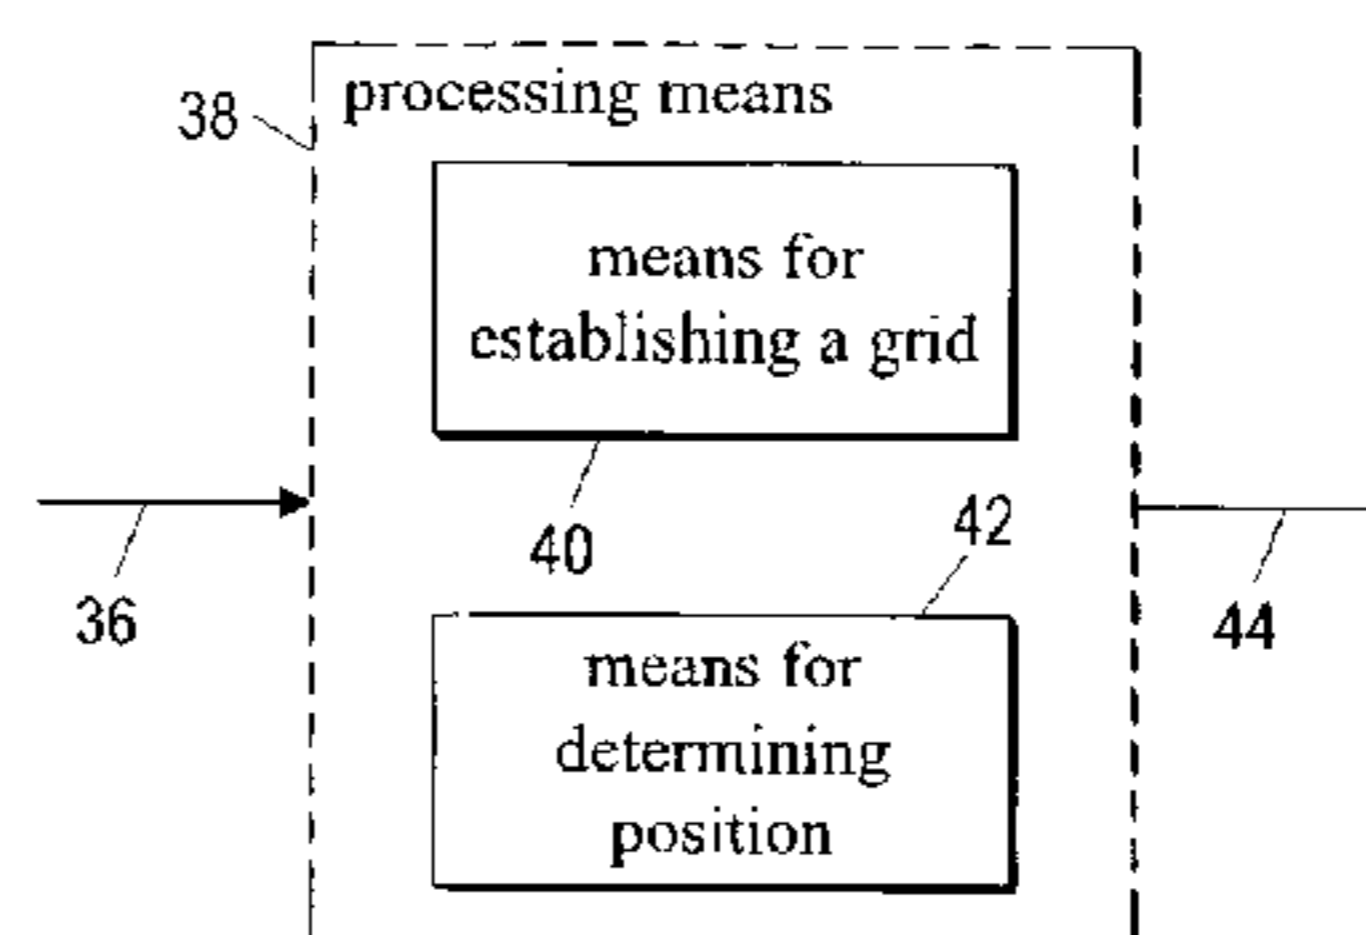 processing means
38
means for
establishing a grid
40
42
36
44
means for
determining
position